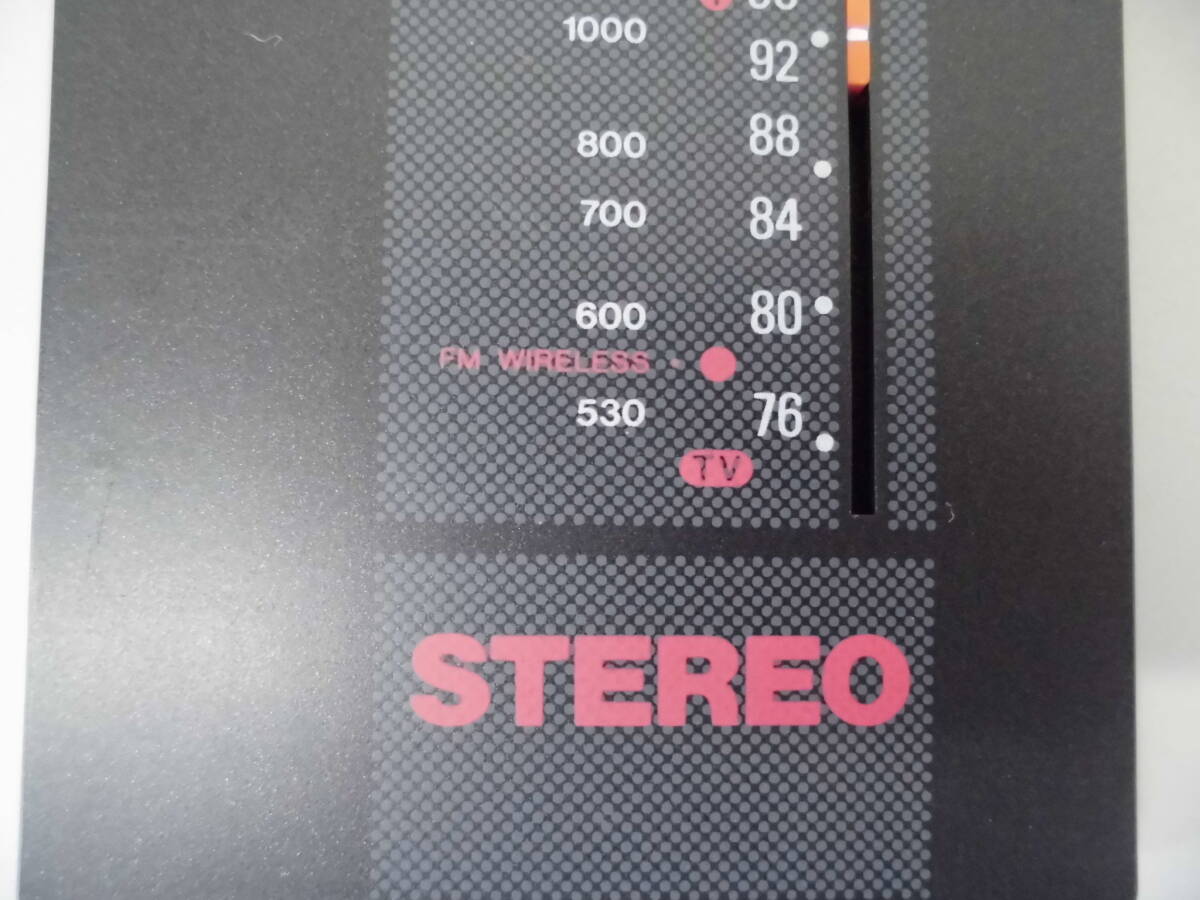 1000 92
800 88
700 84
600 80
FM WIRELESS
530 76
TV
STEREO